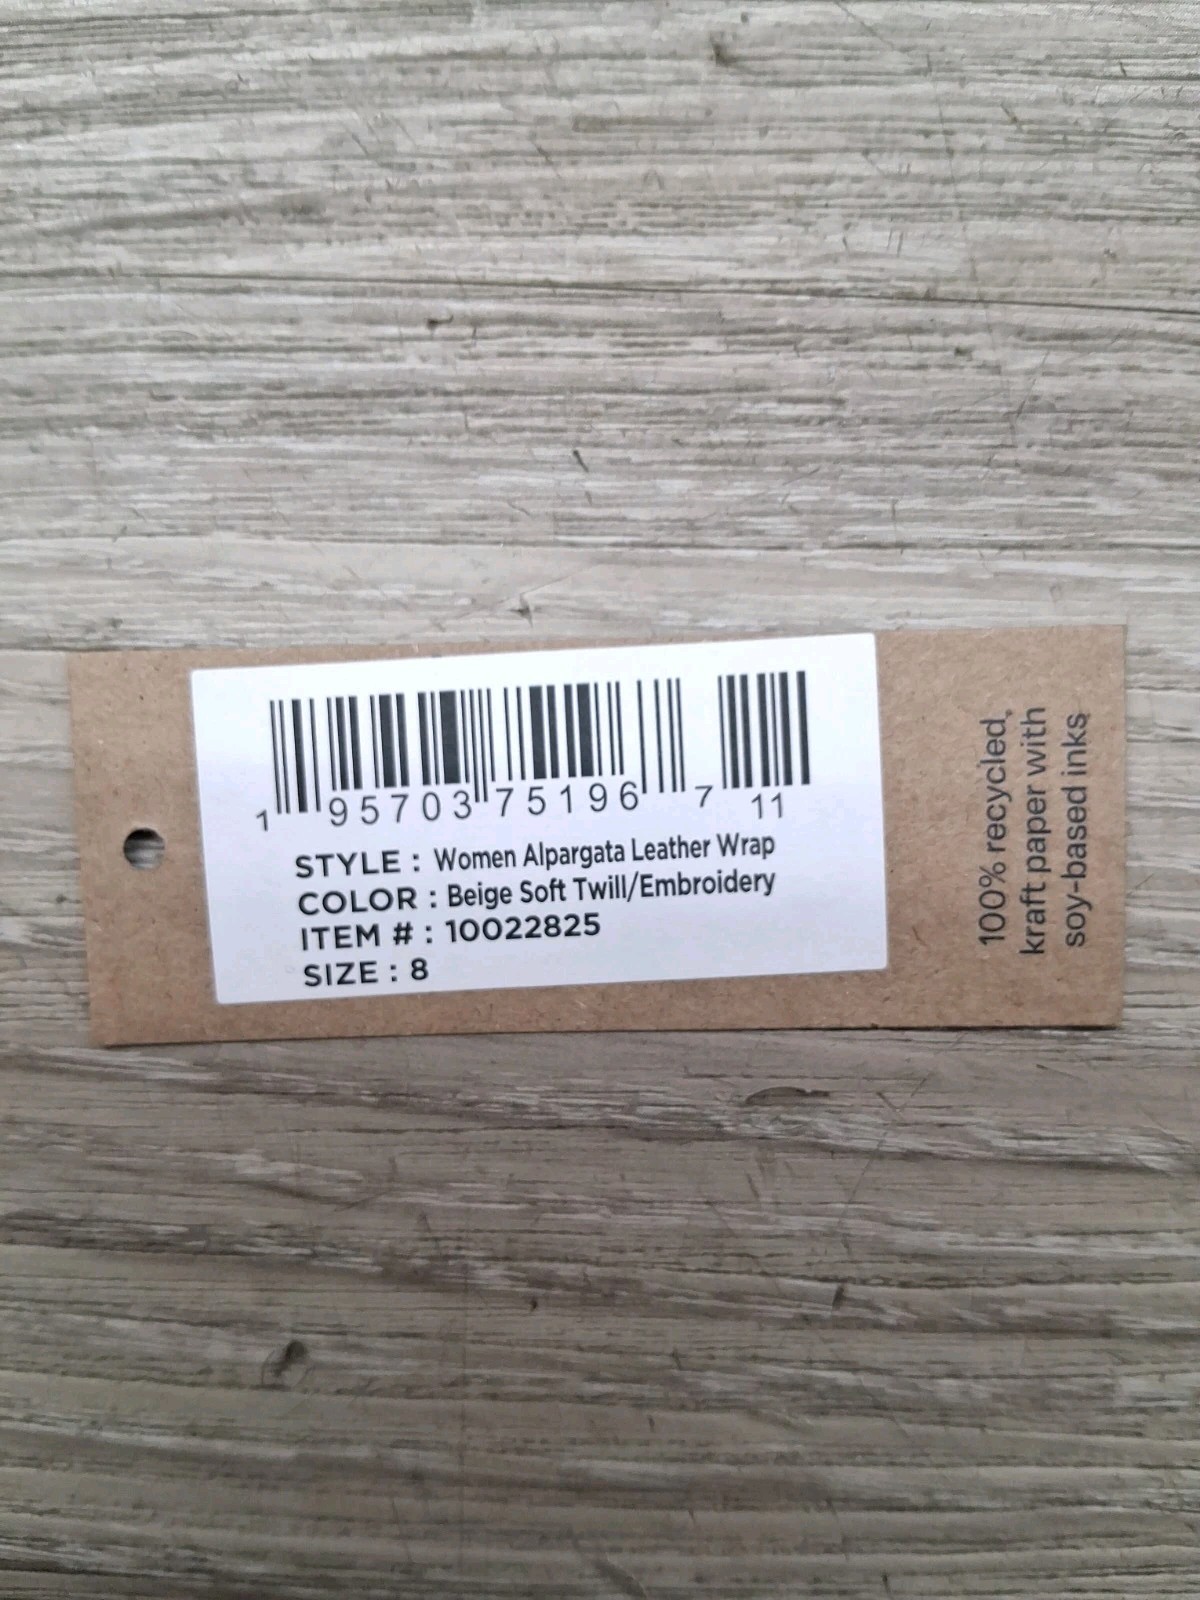 1 95703 75196 7 11
STYLE : Women Alpargata Leather Wrap
COLOR : Beige Soft Twill/Embroidery
ITEM # : 10022825
SIZE : 8
100% recycled,
kraft paper with
soy-based inks